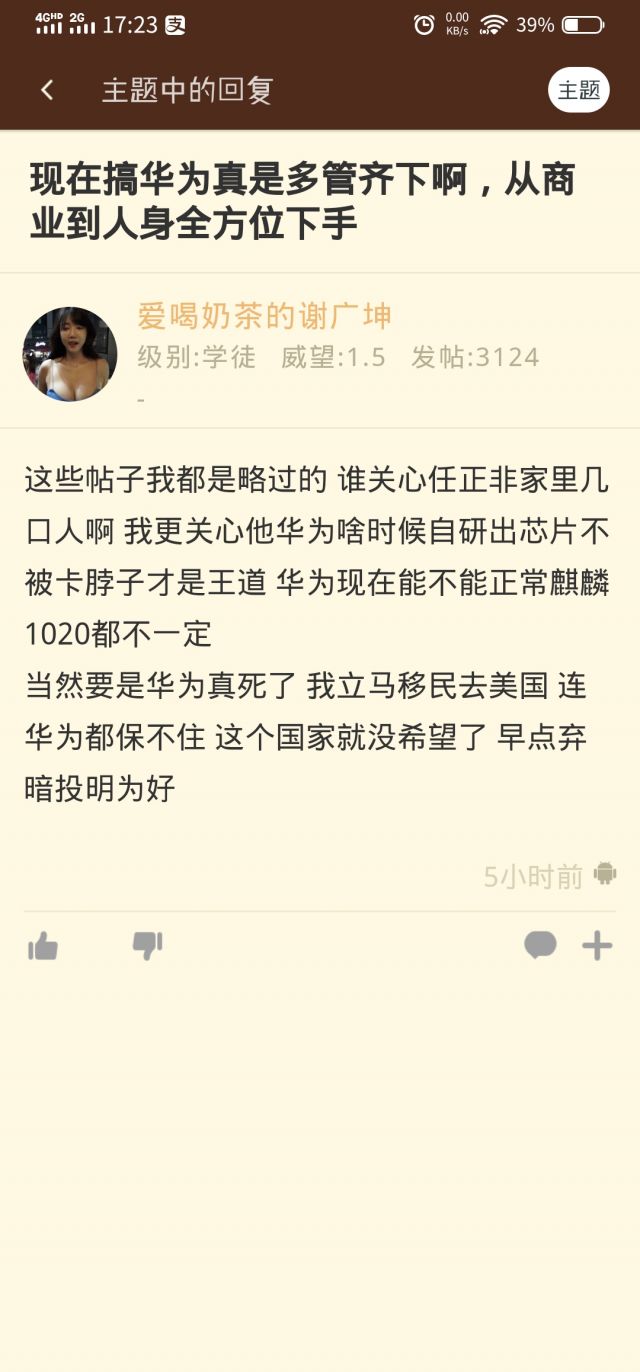 4GHD 2G 17:23 支 0.00 KB/s 39%
主题中的回复 主题
现在搞华为真是多管齐下啊，从商
业到人身全方位下手
爱喝奶茶的谢广坤
级别:学徒 威望:1.5 发帖:3124
-
这些帖子我都是略过的 谁关心任正非家里几
口人啊 我更关心他华为啥时候自研出芯片不
被卡脖子才是王道 华为现在能不能正常麒麟
1020都不一定
当然要是华为真死了 我立马移民去美国 连
华为都保不住 这个国家就没希望了 早点弃
暗投明为好
5小时前